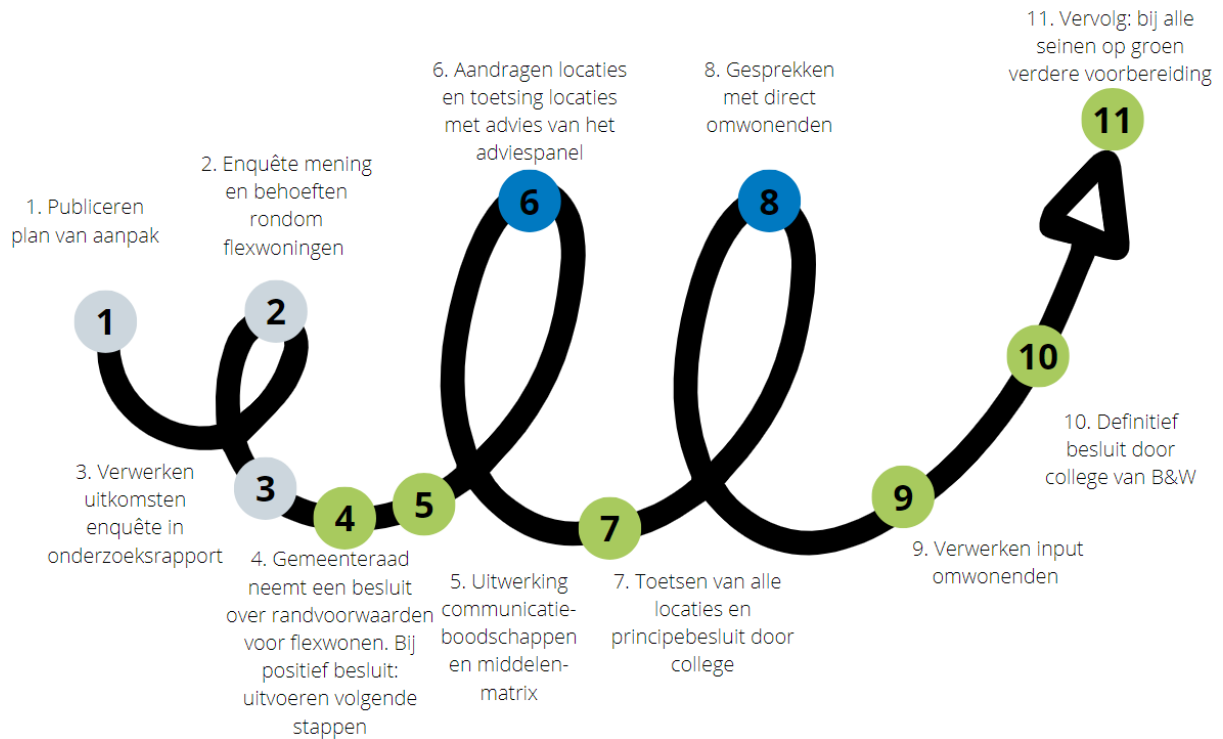 1. Publiceren
plan van aanpak
1
2. Enquête mening
en behoeften
rondom
flexwoningen
2
3. Verwerken
uitkomsten
enquête in
onderzoeksrapport
3
4
4. Gemeenteraad
neemt een besluit
over randvoorwaarden
voor flexwonen. Bij
positief besluit:
uitvoeren volgende
stappen
5
5. Uitwerking
communicatie-
boodschappen
en middelen-
matrix
6. Aandragen locaties
en toetsing locaties
met advies van het
adviespanel
6
7
7. Toetsen van alle
locaties en
principebesluit door
college
8. Gesprekken
met direct
omwonenden
8
9
9. Verwerken input
omwonenden
10
10. Definitief
besluit door
college van B&W
11. Vervolg: bij alle
seinen op groen
verdere voorbereiding
11